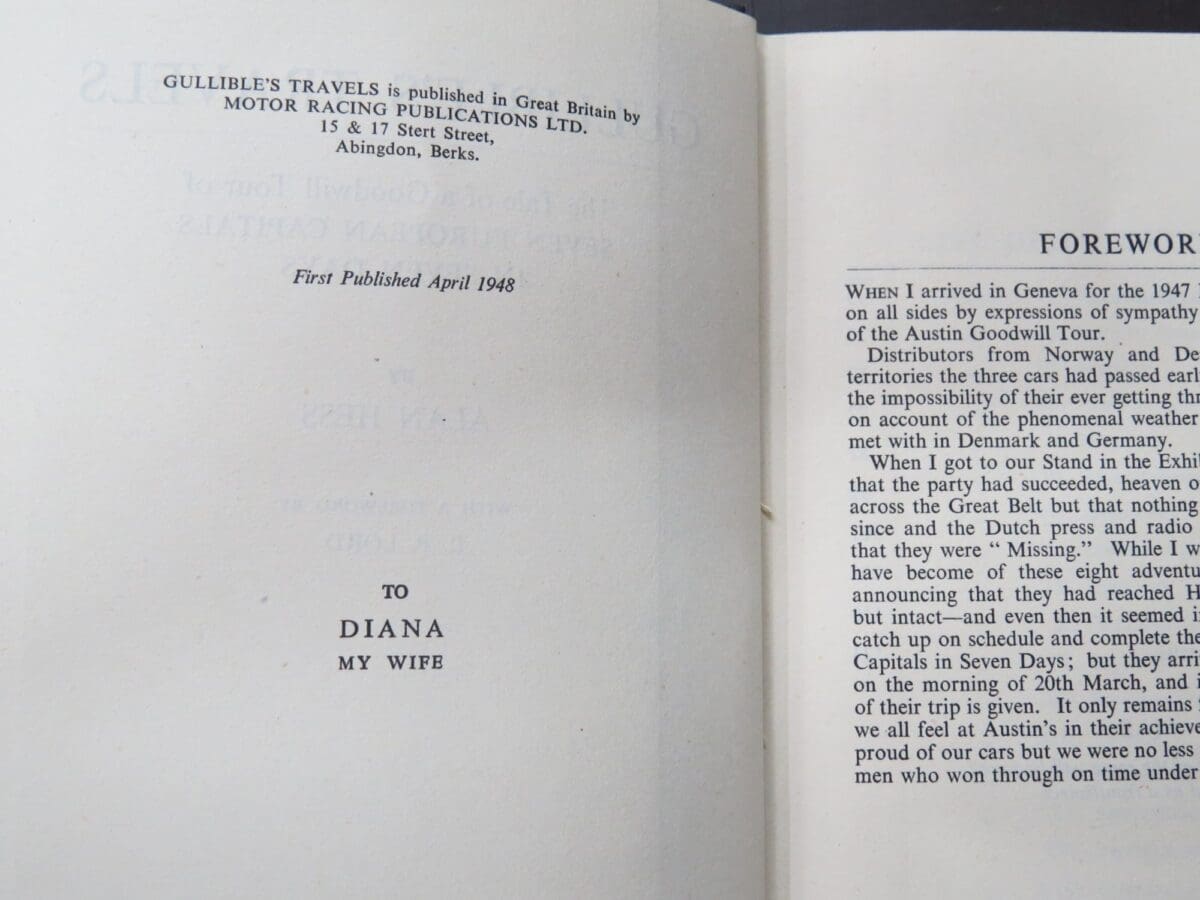 GULLIBLE'S TRAVELS is published in Great Britain by
MOTOR RACING PUBLICATIONS LTD.
15 & 17 Stert Street,
Abingdon, Berks.
First Published April 1948
TO
DIANA
MY WIFE
FOREWOR
WHEN I arrived in Geneva for the 1947
on all sides by expressions of sympathy
of the Austin Goodwill Tour.
Distributors from Norway and De
territories the three cars had passed earl
the impossibility of their ever getting thr
on account of the phenomenal weather
met with in Denmark and Germany.
When I got to our Stand in the Exhi
that the party had succeeded, heaven o
across the Great Belt but that nothing
since and the Dutch press and radio
that they were “ Missing.” While I w
have become of these eight adventu
announcing that they had reached H
but intact—and even then it seemed i
catch up on schedule and complete the
Capitals in Seven Days; but they arri
on the morning of 20th March, and i
of their trip is given. It only remains
we all feel at Austin's in their achieve
proud of our cars but we were no less
men who won through on time under